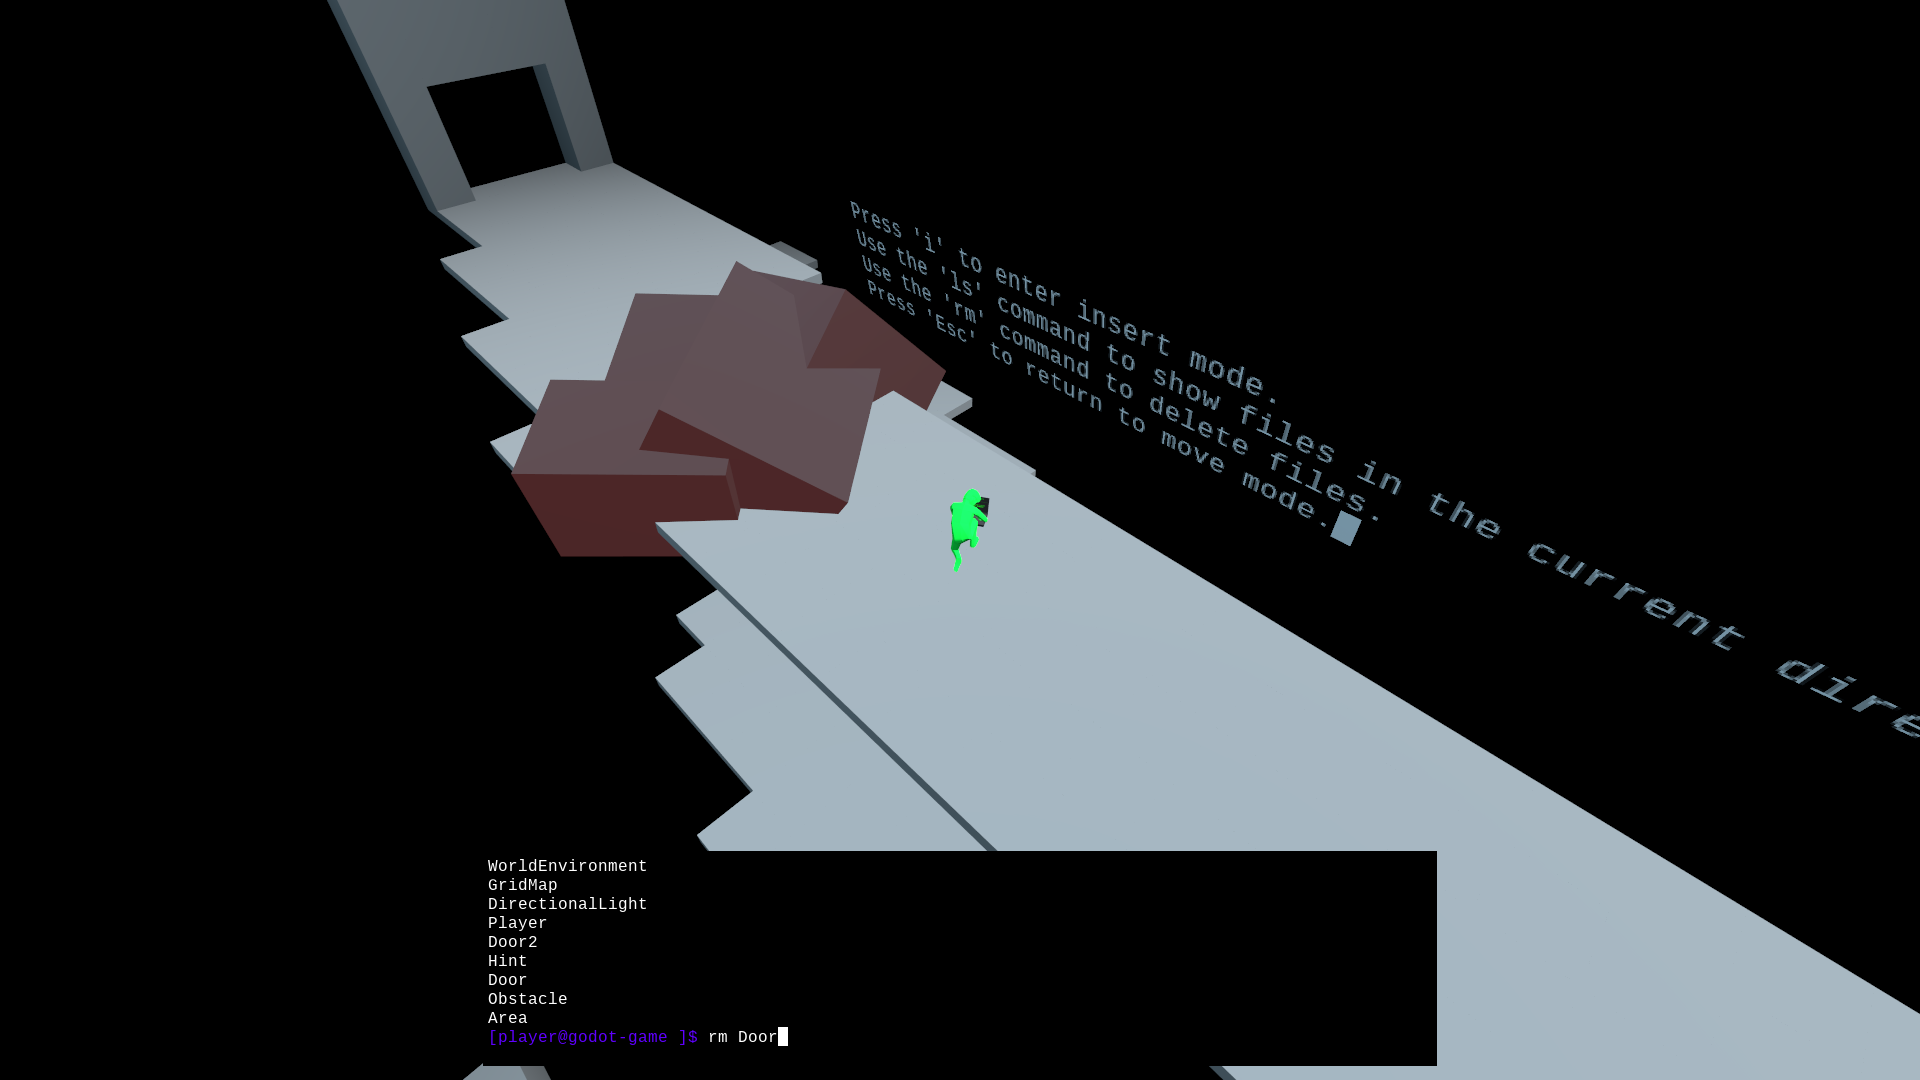 Press 'i' to enter insert mode.
Use the 'ls' command to show files in the current dire
Use the 'rm' command to delete files.
Press 'Esc' to return to move mode.
WorldEnvironment
GridMap
DirectionalLight
Player
Door2
Hint
Door
Obstacle
Area
[player@godot-game ]$ rm Door